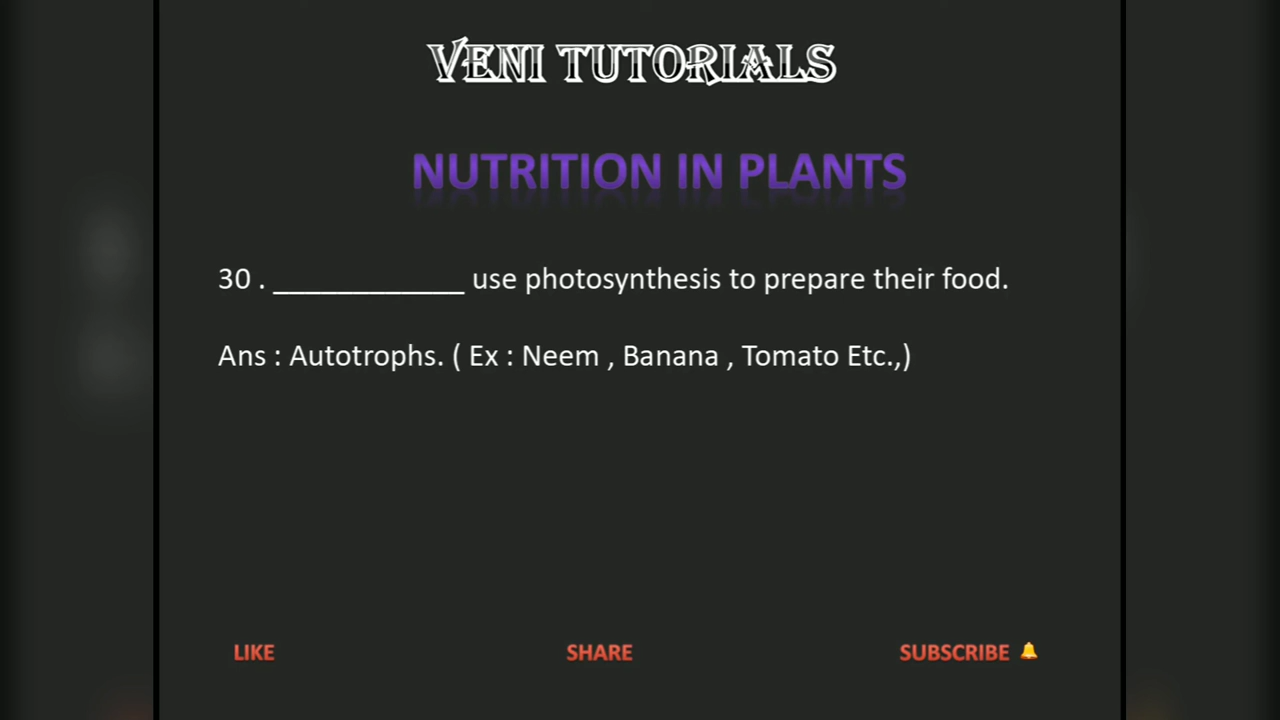 VENI TUTORIALS
NUTRITION IN PLANTS
30 . _____________ use photosynthesis to prepare their food.
Ans : Autotrophs. ( Ex : Neem , Banana , Tomato Etc.,)
LIKE SHARE SUBSCRIBE 🔔